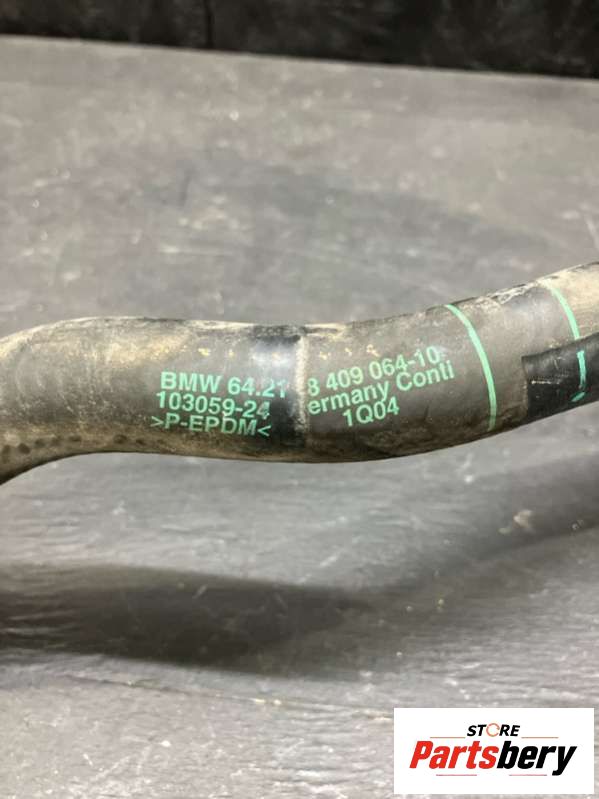 BMW 64.21 8 409 064-10
103059-24 ermany Conti
>P-EPDM< 1Q04
STORE
Partsbery